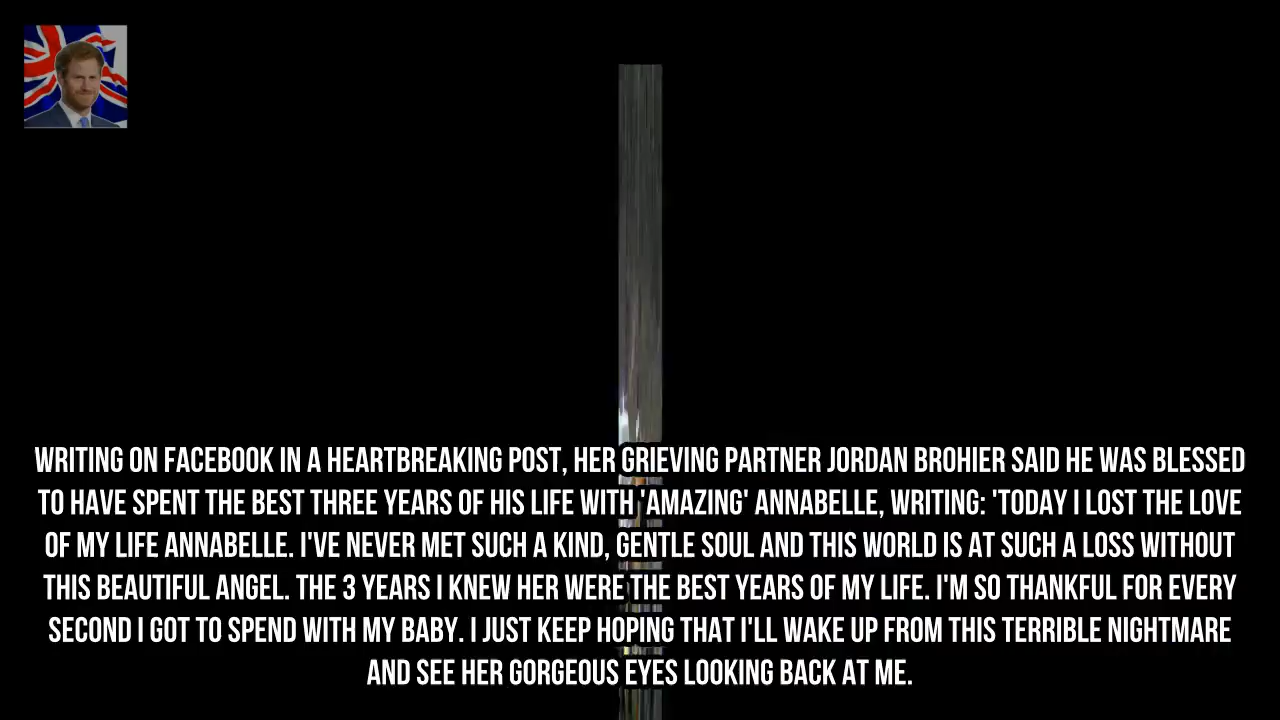 WRITING ON FACEBOOK IN A HEARTBREAKING POST, HER GRIEVING PARTNER JORDAN BROHIER SAID HE WAS BLESSED
TO HAVE SPENT THE BEST THREE YEARS OF HIS LIFE WITH 'AMAZING' ANNABELLE, WRITING: 'TODAY I LOST THE LOVE
OF MY LIFE ANNABELLE. I'VE NEVER MET SUCH A KIND, GENTLE SOUL AND THIS WORLD IS AT SUCH A LOSS WITHOUT
THIS BEAUTIFUL ANGEL. THE 3 YEARS I KNEW HER WERE THE BEST YEARS OF MY LIFE. I'M SO THANKFUL FOR EVERY
SECOND I GOT TO SPEND WITH MY BABY. I JUST KEEP HOPING THAT I'LL WAKE UP FROM THIS TERRIBLE NIGHTMARE
AND SEE HER GORGEOUS EYES LOOKING BACK AT ME.